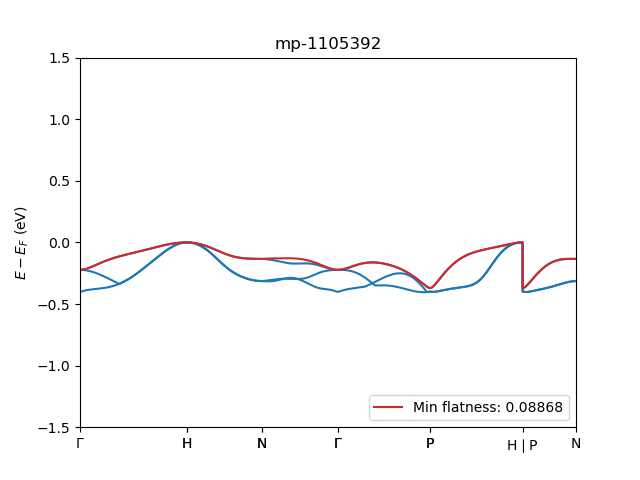 mp-1105392
E − E_F (eV)
1.5
1.0
0.5
0.0
−0.5
−1.0
−1.5
Min flatness: 0.08868
Γ H N Γ P H | P N